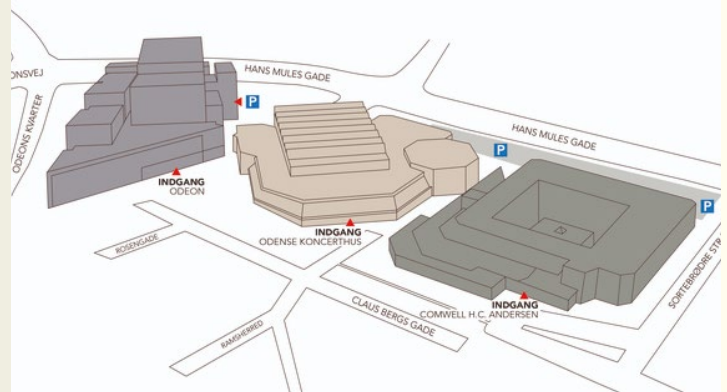 ONSVEJ
HANS MULES GADE
P
ODEONS KVARTER
HANS MULES GADE
P
INDGANG
ODEON
P
INDGANG
ODENSE KONCERTHUS
ROSENGADE
SORTEBRØDRE STR
INDGANG
COMWELL H.C. ANDERSEN
CLAUS BERGS GADE
RAMSHERRED